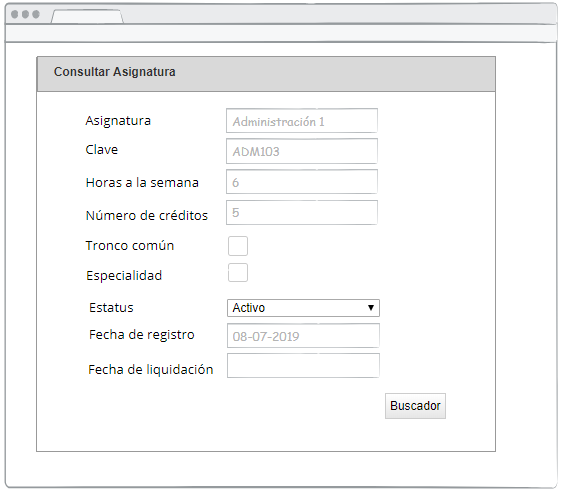 Consultar Asignatura
Asignatura Administración 1
Clave ADM103
Horas a la semana 6
Número de créditos 5
Tronco común
Especialidad
Estatus Activo
Fecha de registro 08-07-2019
Fecha de liquidación
Buscador